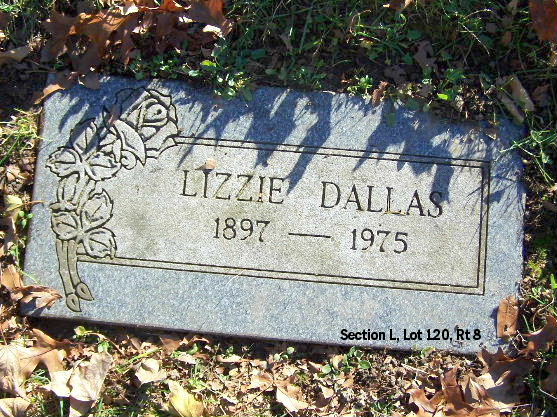 LIZZIE DALLAS
1897 — 1975
Section L, Lot 120, Rt 8